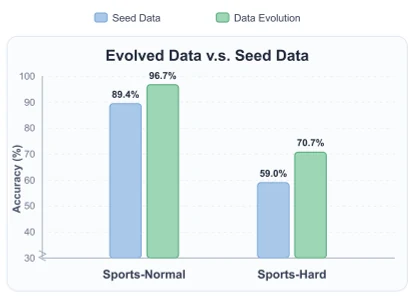 Seed Data
Data Evolution
Evolved Data v.s. Seed Data
Accuracy (%)
100
90
80
70
60
50
40
30
89.4%
96.7%
59.0%
70.7%
Sports-Normal
Sports-Hard